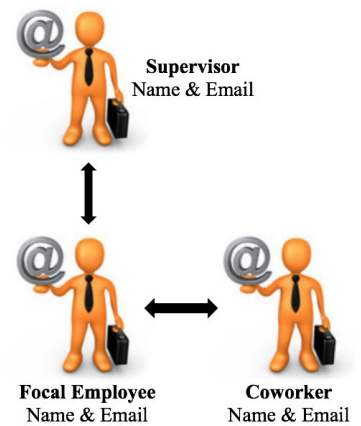 @
Supervisor
Name & Email
@
@
Focal Employee
Name & Email
Coworker
Name & Email